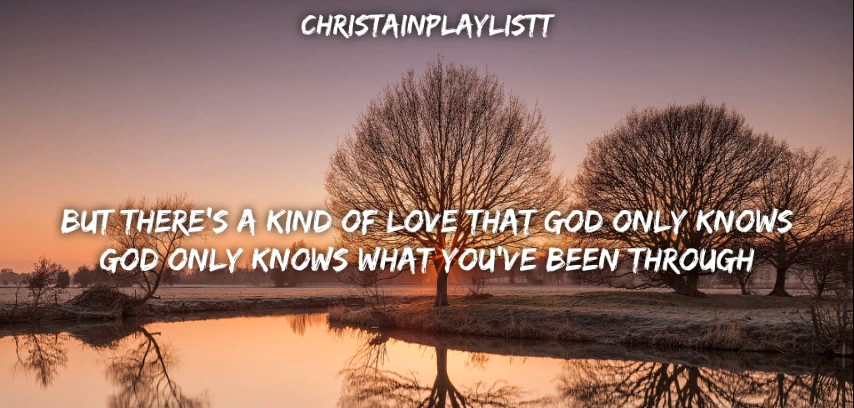 CHRISTAINPLAYLISTT
BUT THERE'S A KIND OF LOVE THAT GOD ONLY KNOWS
GOD ONLY KNOWS WHAT YOU'VE BEEN THROUGH